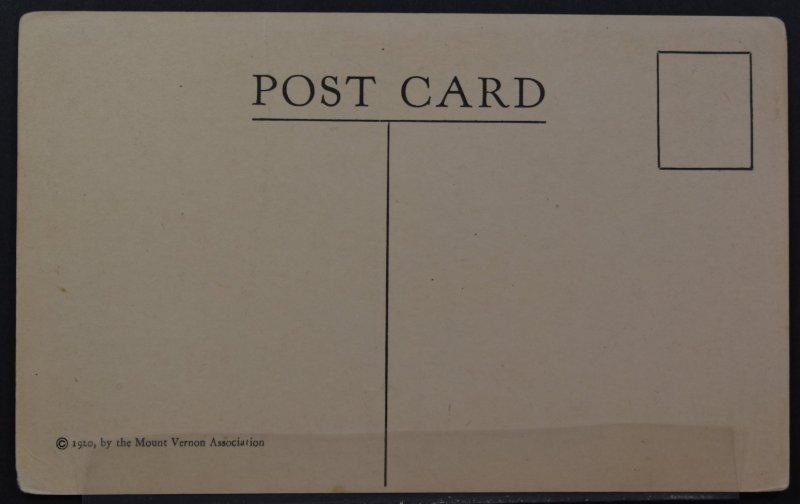 POST CARD
© 1920, by the Mount Vernon Association